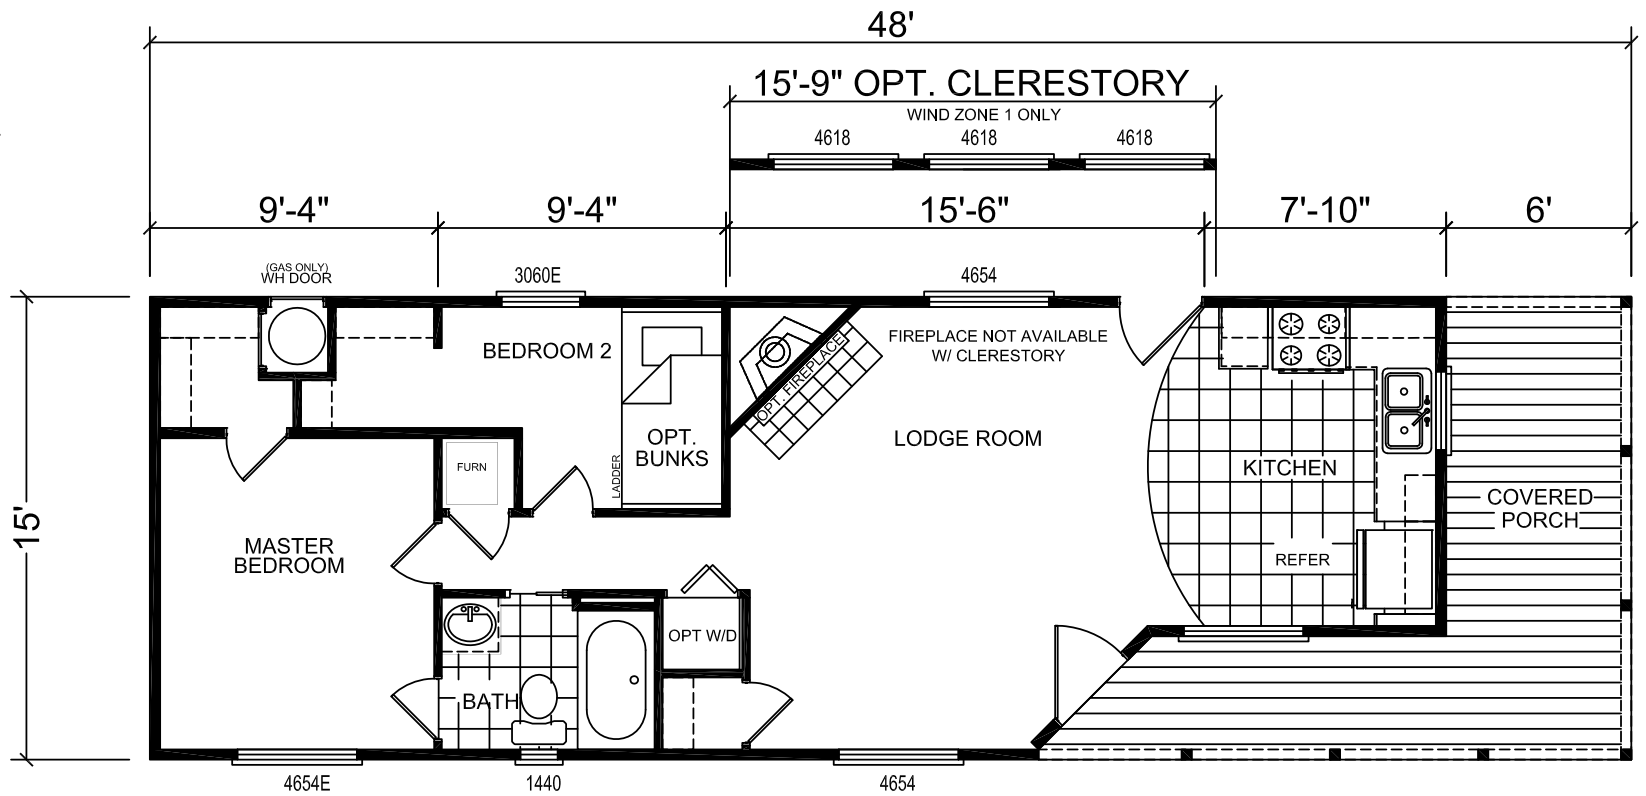 48'
15'-9" OPT. CLERESTORY
WIND ZONE 1 ONLY
4618 4618 4618
9'-4" 9'-4" 15'-6" 7'-10" 6'
(GAS ONLY)
WH DOOR
3060E
4654
FIREPLACE NOT AVAILABLE
W/ CLERESTORY
BEDROOM 2
OPT. FIREPLACE
OPT.
BUNKS
LADDER
LODGE ROOM
KITCHEN
FURN
COVERED
PORCH
15'
MASTER
BEDROOM
REFER
OPT W/D
BATH
4654E
1440
4654